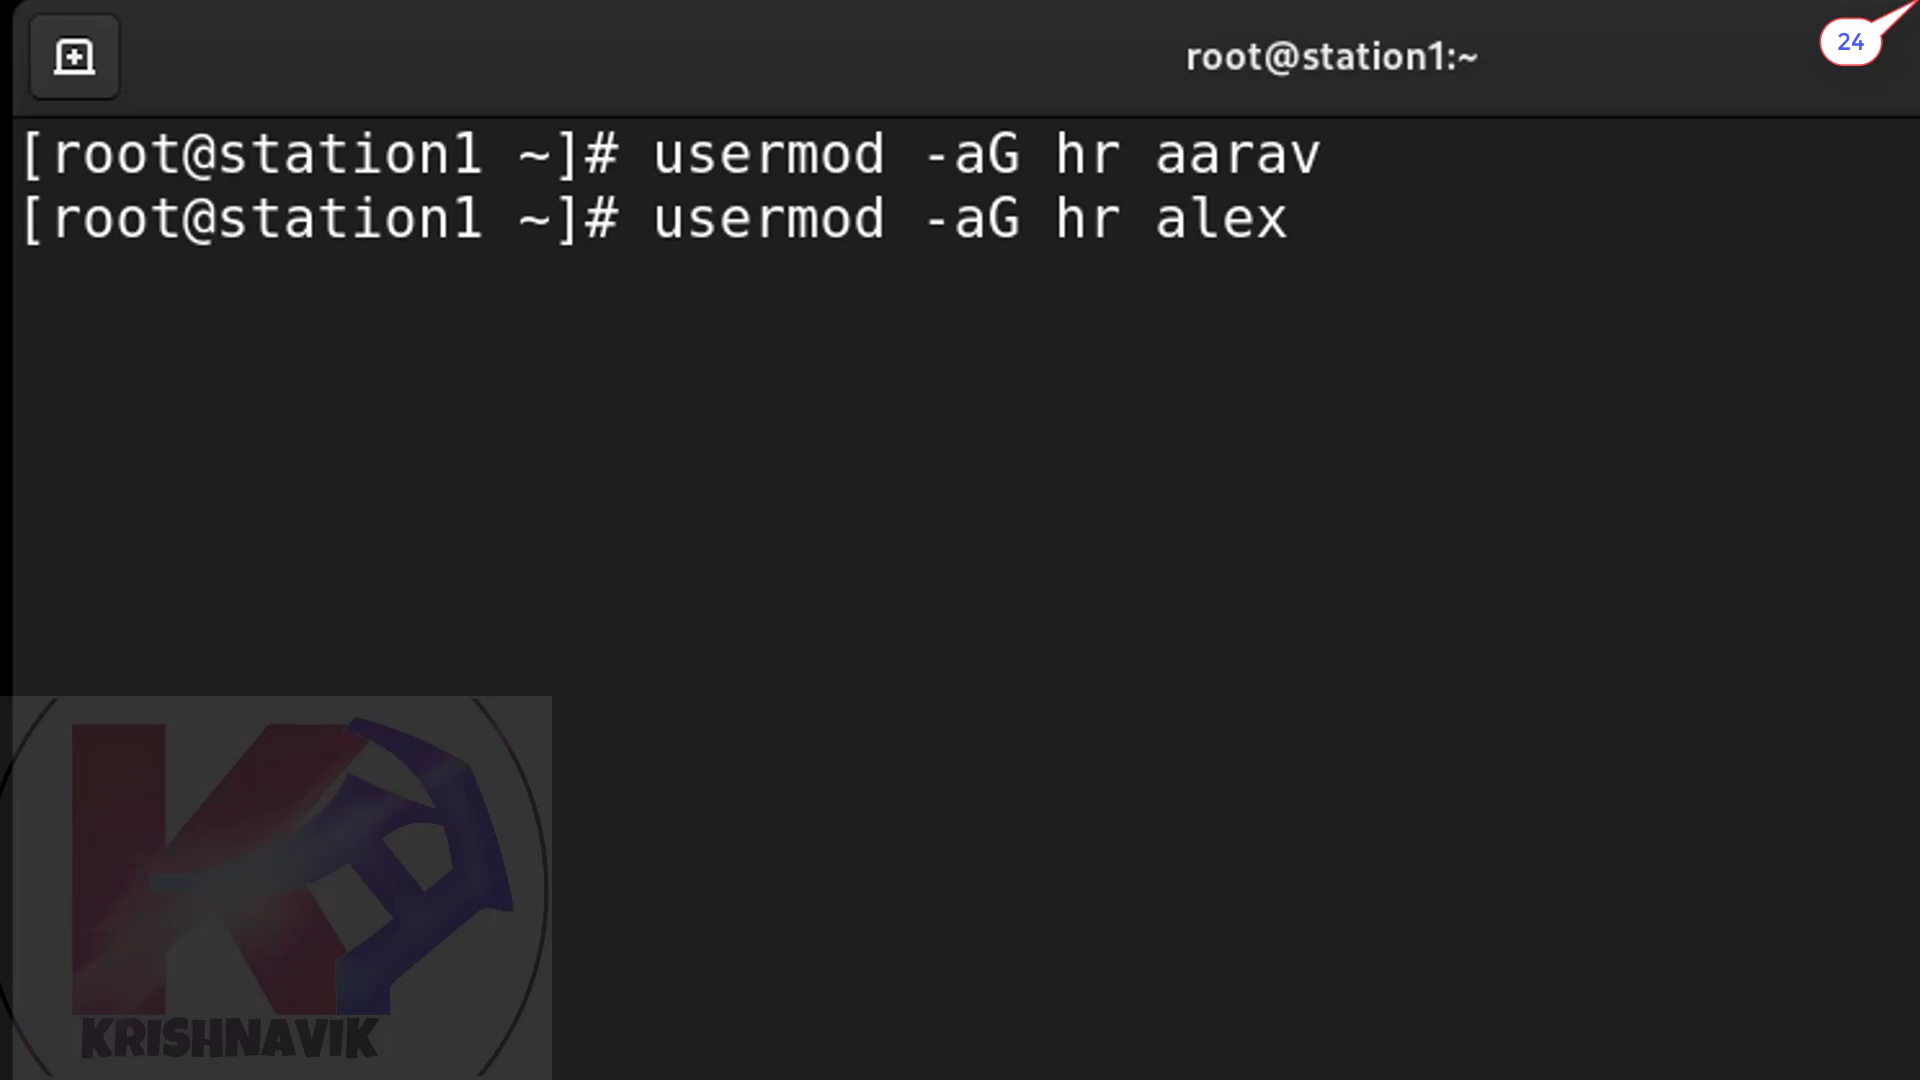 root@station1:~
24
[root@station1 ~]# usermod -aG hr aarav
[root@station1 ~]# usermod -aG hr alex
KRISHNAVIK